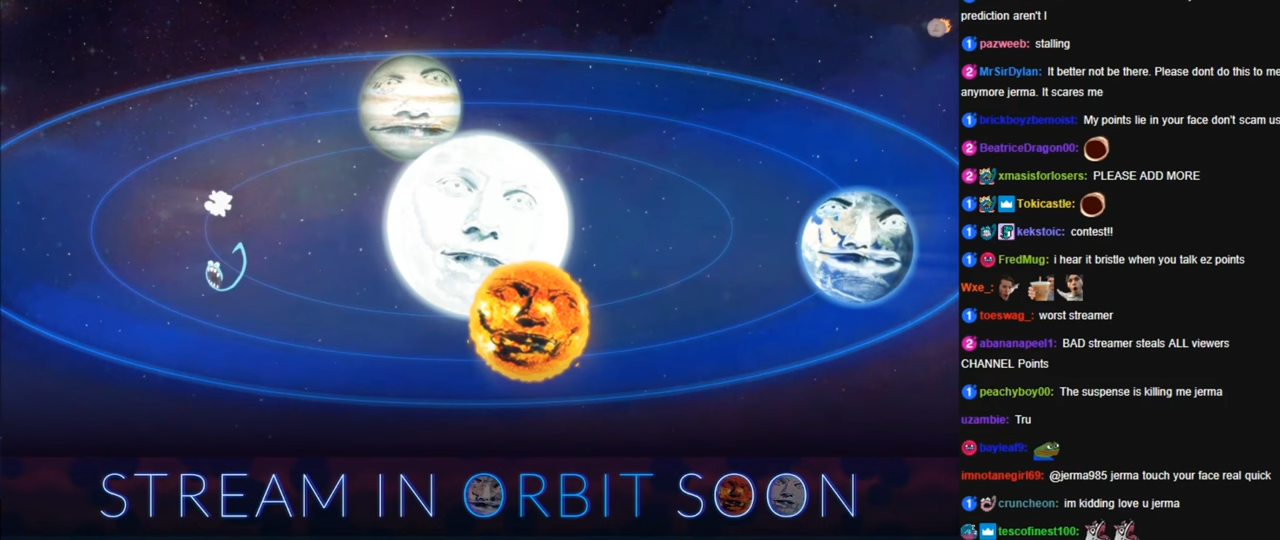 prediction aren't I
pazweeb: stalling
MrSirDylan: It better not be there. Please dont do this to me
anymore jerma. It scares me
brickboyzbernoist: My points lie in your face don't scam us
BeatriceDragon00:
xmasisforlosers: PLEASE ADD MORE
Tokicastle:
kekstoic: contest!!
FredMug: i hear it bristle when you talk ez points
Wxe_:
toeswag_: worst streamer
abananapeel1: BAD streamer steals ALL viewers
CHANNEL Points
peachyboy00: The suspense is killing me jerma
uzambie: Tru
bayleaf9:
imnotanegirl69: @jerma985 jerma touch your face real quick
cruncheon: im kidding love u jerma
tescofinest100:
STREAM IN ORBIT SOON